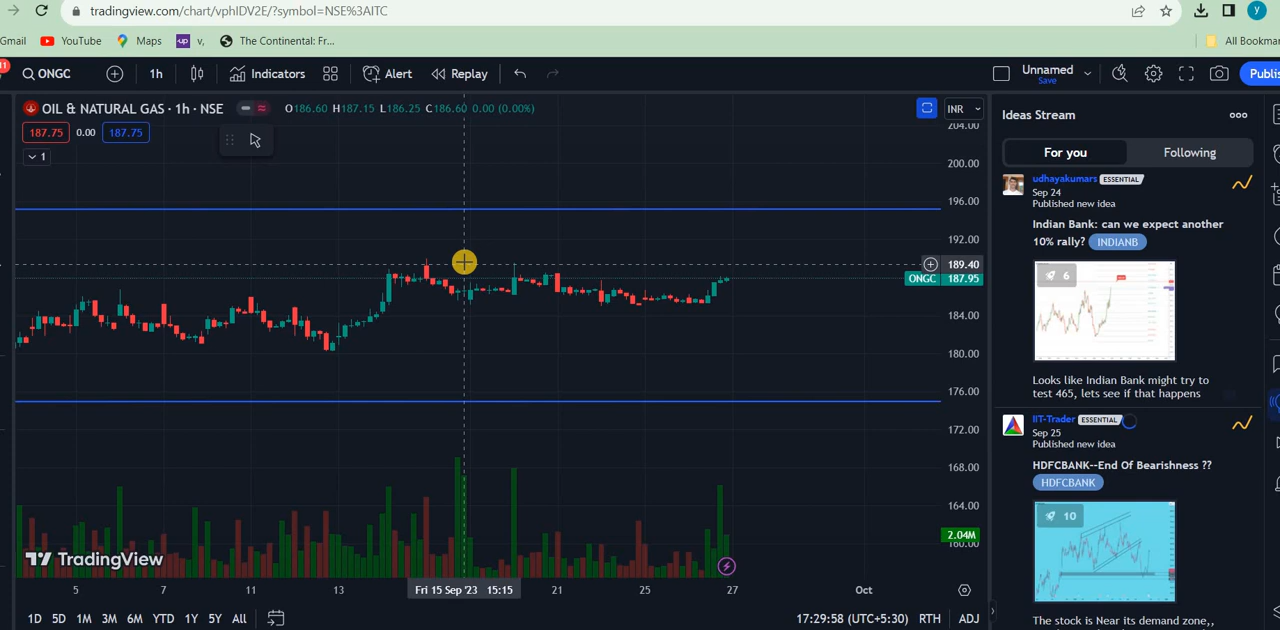 tradingview.com/chart/vphIDV2E/?symbol=NSE%3AITC
Gmail YouTube Maps up v, The Continental: Fr... All Bookmar
11 ONGC 1h Indicators Alert Replay Unnamed Save Publis
OIL & NATURAL GAS · 1h · NSE O186.60 H187.15 L186.25 C186.60 0.00 (0.00%) INR
187.75 0.00 187.75
1
204.00
200.00
196.00
192.00
189.40
ONGC 187.95
184.00
180.00
176.00
172.00
168.00
164.00
2.04M
160.00
TradingView
5 7 11 13 Fri 15 Sep '23 15:15 21 25 27 Oct
1D 5D 1M 3M 6M YTD 1Y 5Y All 17:29:58 (UTC+5:30) RTH ADJ
Ideas Stream
For you Following
udhayakumars ESSENTIAL
Sep 24
Published new idea
Indian Bank: can we expect another
10% rally? INDIANB
6
Looks like Indian Bank might try to
test 465, lets see if that happens
IIT-Trader ESSENTIAL
Sep 25
Published new idea
HDFCBANK--End Of Bearishness ??
HDFCBANK
10
The stock is Near its demand zone,,